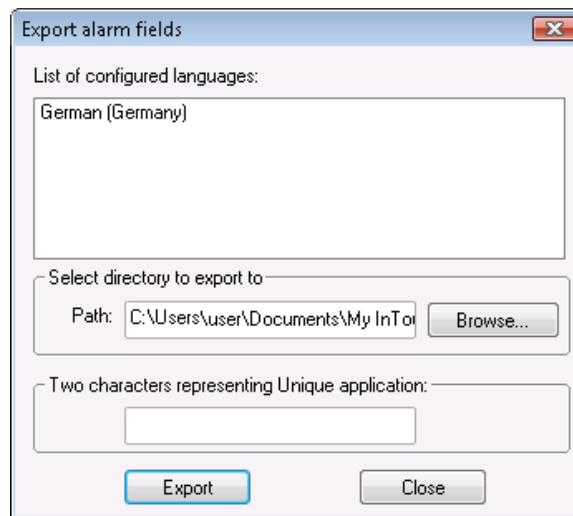 Export alarm fields
List of configured languages:
German (Germany)
Select directory to export to
Path: C:\Users\user\Documents\My InTou Browse...
Two characters representing Unique application:
Export Close